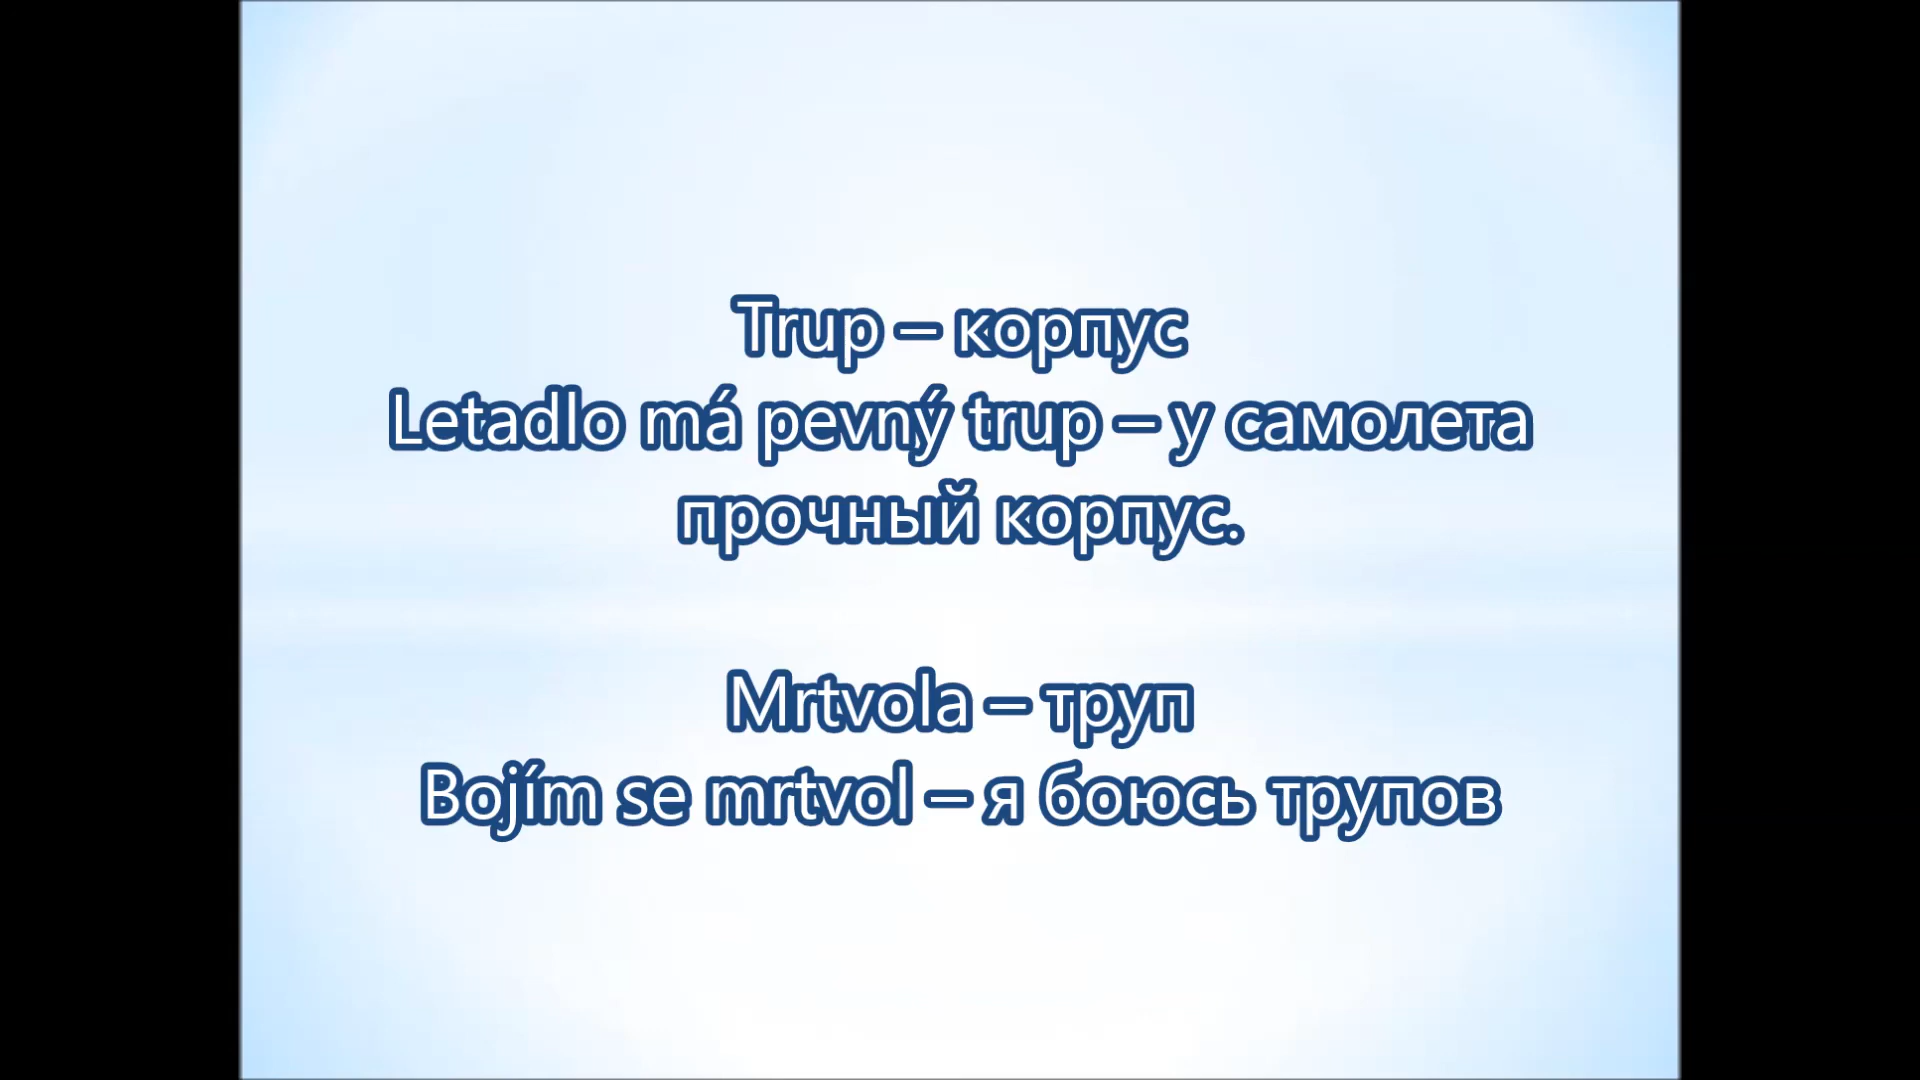 Trup – корпус
Letadlo má pevný trup – у самолета
прочный корпус.
Mrtvola – труп
Bojím se mrtvol – я боюсь трупов